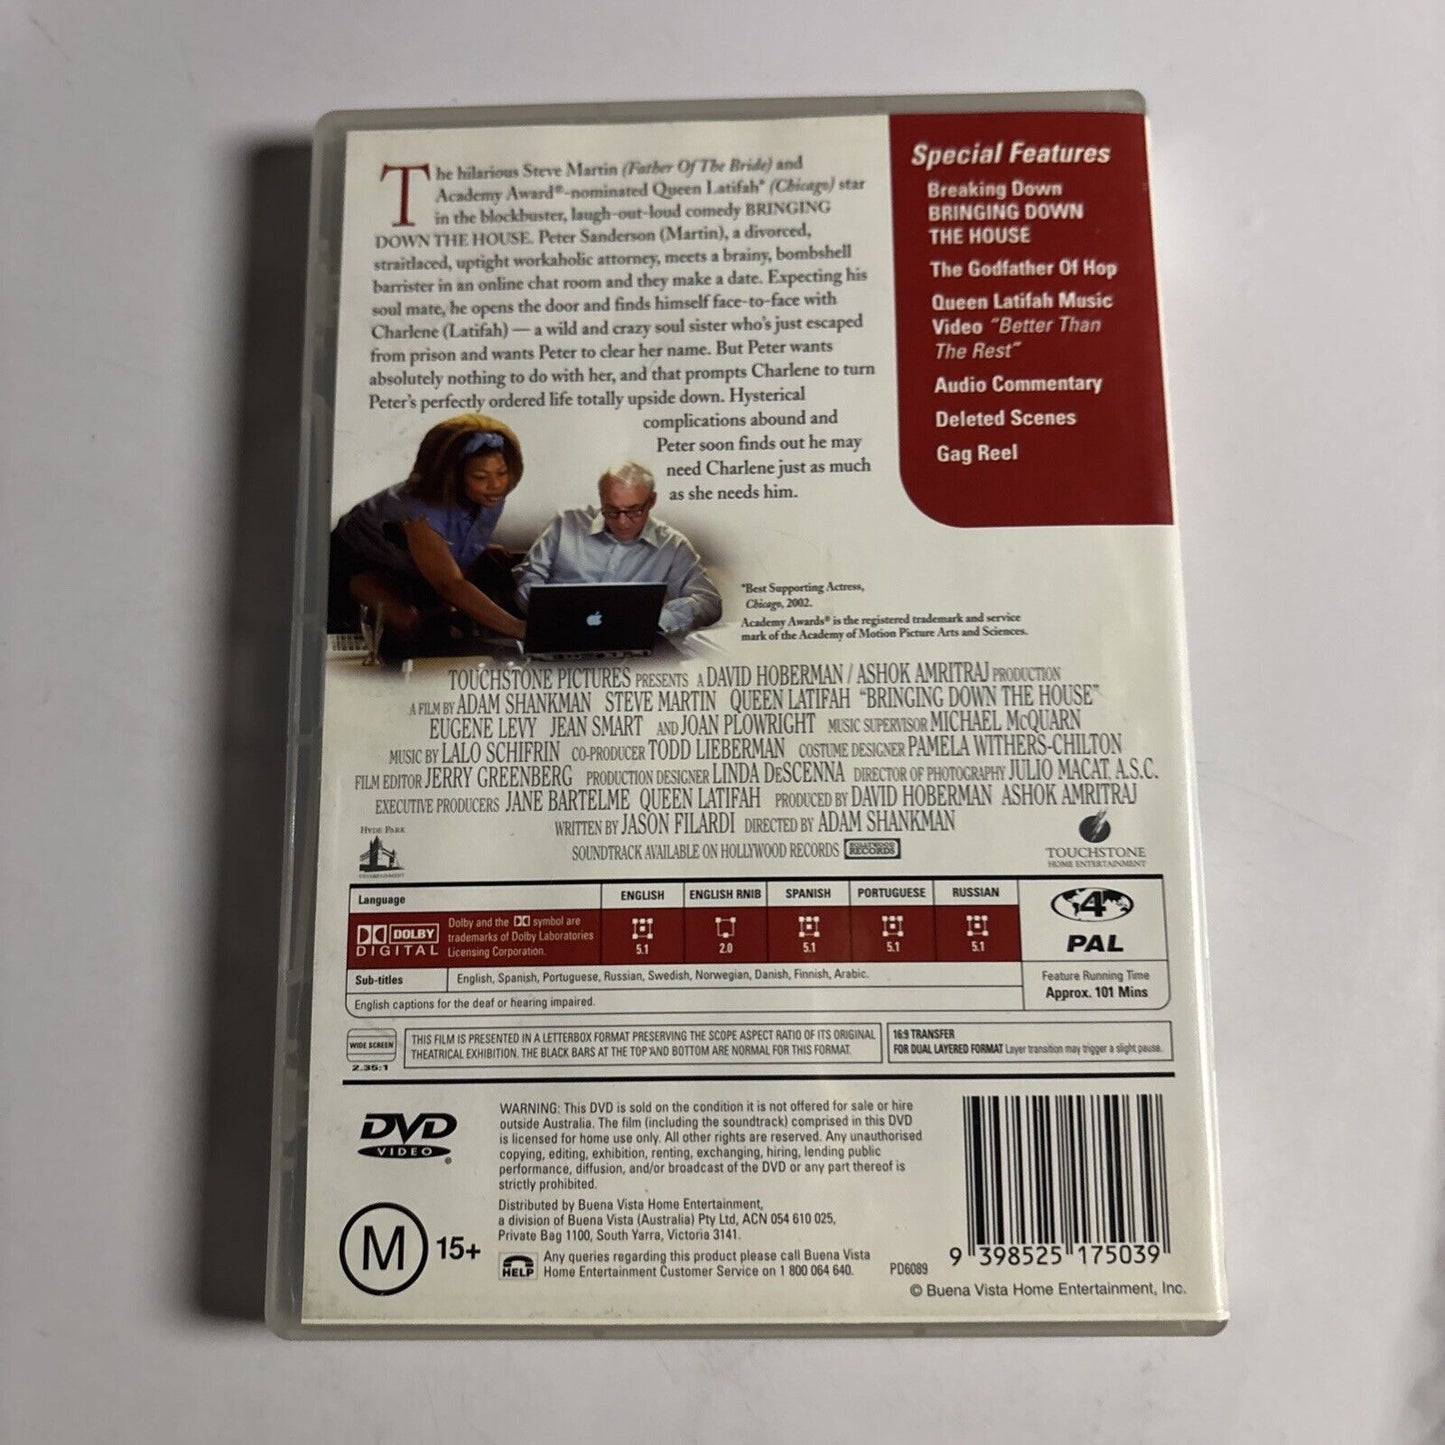 The hilarious Steve Martin (Father Of The Bride) and
Academy Award®-nominated Queen Latifah* (Chicago) star
in the blockbuster, laugh-out-loud comedy BRINGING
DOWN THE HOUSE. Peter Sanderson (Martin), a divorced,
straitlaced, uptight workaholic attorney, meets a brainy, bombshell
barrister in an online chat room and they make a date. Expecting his
soul mate, he opens the door and finds himself face-to-face with
Charlene (Latifah) — a wild and crazy soul sister who's just escaped
from prison and wants Peter to clear her name. But Peter wants
absolutely nothing to do with her, and that prompts Charlene to turn
Peter's perfectly ordered life totally upside down. Hysterical
complications abound and
Peter soon finds out he may
need Charlene just as much
as she needs him.
Special Features
Breaking Down
BRINGING DOWN
THE HOUSE
The Godfather Of Hop
Queen Latifah Music
Video "Better Than
The Rest"
Audio Commentary
Deleted Scenes
Gag Reel
*Best Supporting Actress,
Chicago, 2002.
Academy Awards® is the registered trademark and service
mark of the Academy of Motion Picture Arts and Sciences.
TOUCHSTONE PICTURES PRESENTS A DAVID HOBERMAN / ASHOK AMRITRAJ PRODUCTION
A FILM BY ADAM SHANKMAN STEVE MARTIN QUEEN LATIFAH "BRINGING DOWN THE HOUSE"
EUGENE LEVY JEAN SMART AND JOAN PLOWRIGHT MUSIC SUPERVISOR MICHAEL McQUARN
MUSIC BY LALO SCHIFRIN CO-PRODUCER TODD LIEBERMAN COSTUME DESIGNER PAMELA WITHERS-CHILTON
FILM EDITOR JERRY GREENBERG PRODUCTION DESIGNER LINDA DeSCENNA DIRECTOR OF PHOTOGRAPHY JULIO MACAT, A.S.C.
EXECUTIVE PRODUCERS JANE BARTELME QUEEN LATIFAH PRODUCED BY DAVID HOBERMAN ASHOK AMRITRAJ
WRITTEN BY JASON FILARDI DIRECTED BY ADAM SHANKMAN
SOUNDTRACK AVAILABLE ON HOLLYWOOD RECORDS HOLLYWOOD RECORDS
HYDE PARK
ENTERTAINMENT
TOUCHSTONE
HOME ENTERTAINMENT
Language ENGLISH ENGLISH RNIB SPANISH PORTUGUESE RUSSIAN
DOLBY
DIGITAL
Dolby and the DD symbol are
trademarks of Dolby Laboratories
Licensing Corporation.
5.1 2.0 5.1 5.1 5.1
Sub-titles English, Spanish, Portuguese, Russian, Swedish, Norwegian, Danish, Finnish, Arabic.
English captions for the deaf or hearing impaired.
4
PAL
Feature Running Time
Approx. 101 Mins
WIDE SCREEN
2.35:1
THIS FILM IS PRESENTED IN A LETTERBOX FORMAT PRESERVING THE SCOPE ASPECT RATIO OF ITS ORIGINAL
THEATRICAL EXHIBITION. THE BLACK BARS AT THE TOP AND BOTTOM ARE NORMAL FOR THIS FORMAT.
16:9 TRANSFER
FOR DUAL LAYERED FORMAT Layer transition may trigger a slight pause.
DVD
VIDEO
®
WARNING: This DVD is sold on the condition it is not offered for sale or hire
outside Australia. The film (including the soundtrack) comprised in this DVD
is licensed for home use only. All other rights are reserved. Any unauthorised
copying, editing, exhibition, renting, exchanging, hiring, lending public
performance, diffusion, and/or broadcast of the DVD or any part thereof is
strictly prohibited.
Distributed by Buena Vista Home Entertainment,
a division of Buena Vista (Australia) Pty Ltd, ACN 054 610 025,
Private Bag 1100, South Yarra, Victoria 3141.
HELP
Any queries regarding this product please call Buena Vista
Home Entertainment Customer Service on 1 800 064 640.
M 15+
PD6089
9 398525 175039
© Buena Vista Home Entertainment, Inc.